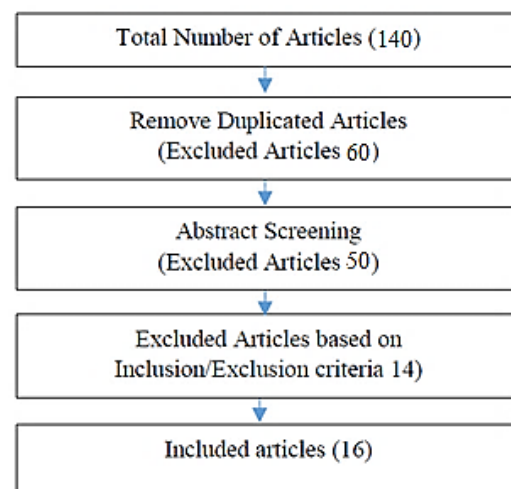 Total Number of Articles (140)
Remove Duplicated Articles
(Excluded Articles 60)
Abstract Screening
(Excluded Articles 50)
Excluded Articles based on
Inclusion/Exclusion criteria 14)
Included articles (16)